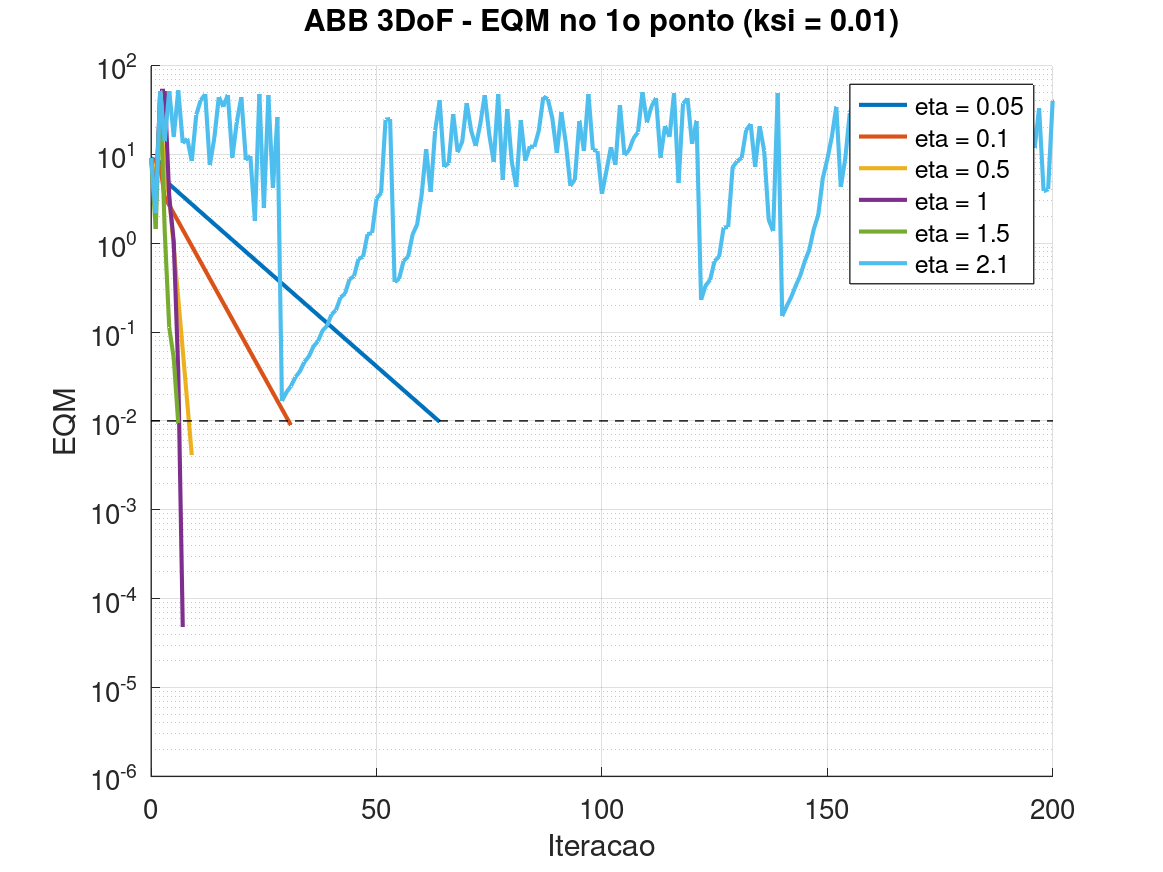 ABB 3DoF - EQM no 1o ponto (ksi = 0.01)
10^2
10^1
10^0
10^-1
10^-2
10^-3
10^-4
10^-5
10^-6
EQM
eta = 0.05
eta = 0.1
eta = 0.5
eta = 1
eta = 1.5
eta = 2.1
0 50 100 150 200
Iteracao